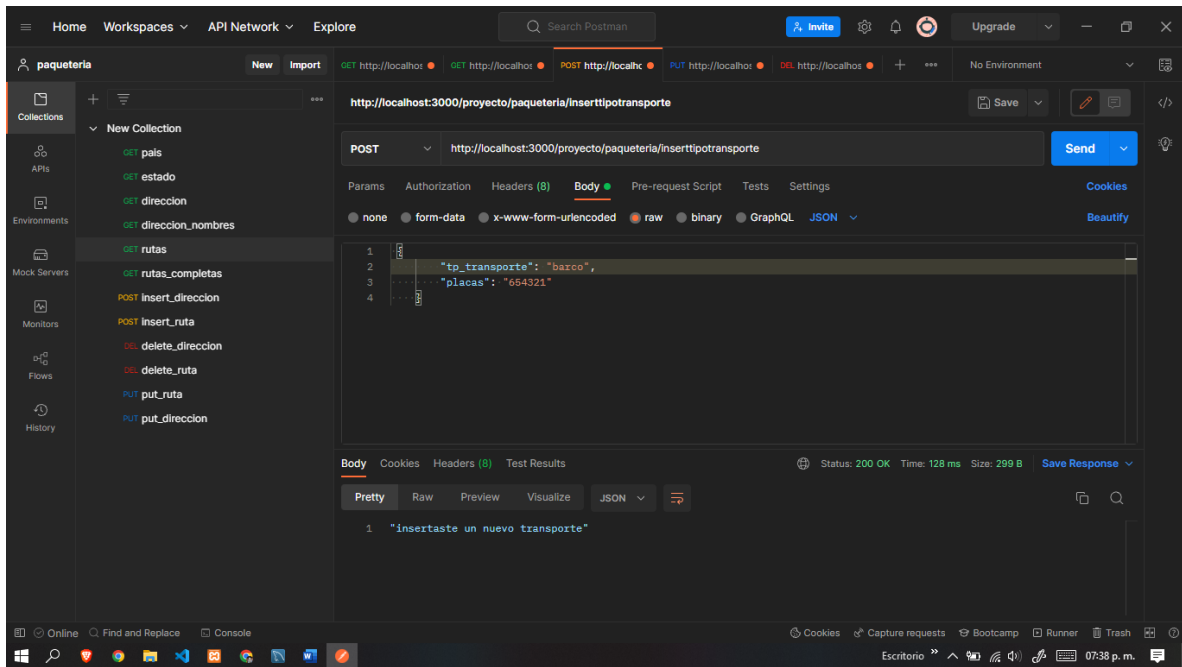 Home Workspaces API Network Explore Search Postman Invite Upgrade
paqueteria New Import GET http://localhos GET http://localhos POST http://localhc PUT http://localhos DEL http://localhos No Environment
Collections
APIs
Environments
Mock Servers
Monitors
Flows
History
New Collection
GET pais
GET estado
GET direccion
GET direccion_nombres
GET rutas
GET rutas_completas
POST insert_direccion
POST insert_ruta
DEL delete_direccion
DEL delete_ruta
PUT put_ruta
PUT put_direccion
http://localhost:3000/proyecto/paqueteria/inserttipotransporte Save
POST http://localhost:3000/proyecto/paqueteria/inserttipotransporte Send
Params Authorization Headers (8) Body Pre-request Script Tests Settings Cookies
none form-data x-www-form-urlencoded raw binary GraphQL JSON Beautify
1 {
2 "tp_transporte": "barco",
3 "placas": "654321"
4 }
Body Cookies Headers (8) Test Results Status: 200 OK Time: 128 ms Size: 299 B Save Response
Pretty Raw Preview Visualize JSON
1 "insertaste un nuevo transporte"
Online Find and Replace Console Cookies Capture requests Bootcamp Runner Trash
Escritorio 07:38 p. m.